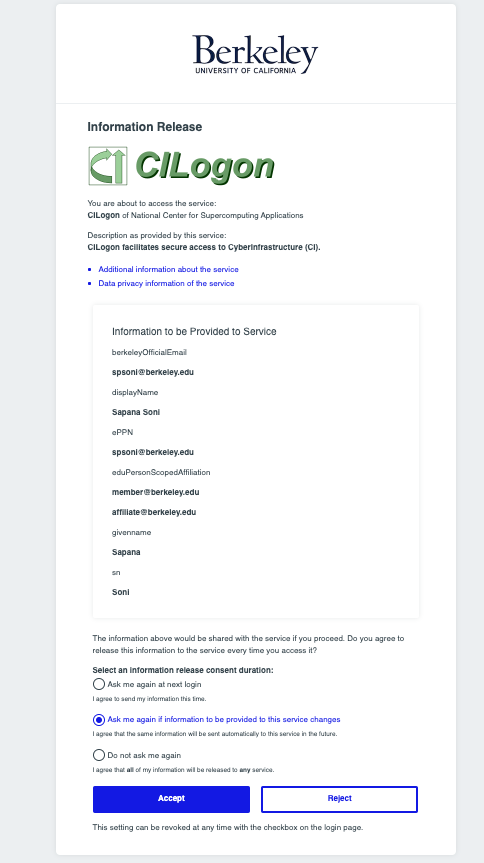 Berkeley
UNIVERSITY OF CALIFORNIA
Information Release
CILogon
You are about to access the service:
CILogon of National Center for Supercomputing Applications
Description as provided by this service:
CILogon facilitates secure access to CyberInfrastructure (CI).
Additional information about the service
Data privacy information of the service
Information to be Provided to Service
berkeleyOfficialEmail
spsoni@berkeley.edu
displayName
Sapana Soni
ePPN
spsoni@berkeley.edu
eduPersonScopedAffiliation
member@berkeley.edu
affiliate@berkeley.edu
givenname
Sapana
sn
Soni
The information above would be shared with the service if you proceed. Do you agree to
release this information to the service every time you access it?
Select an information release consent duration:
Ask me again at next login
I agree to send my information this time.
Ask me again if information to be provided to this service changes
I agree that the same information will be sent automatically to this service in the future.
Do not ask me again
I agree that all of my information will be released to any service.
Accept
Reject
This setting can be revoked at any time with the checkbox on the login page.